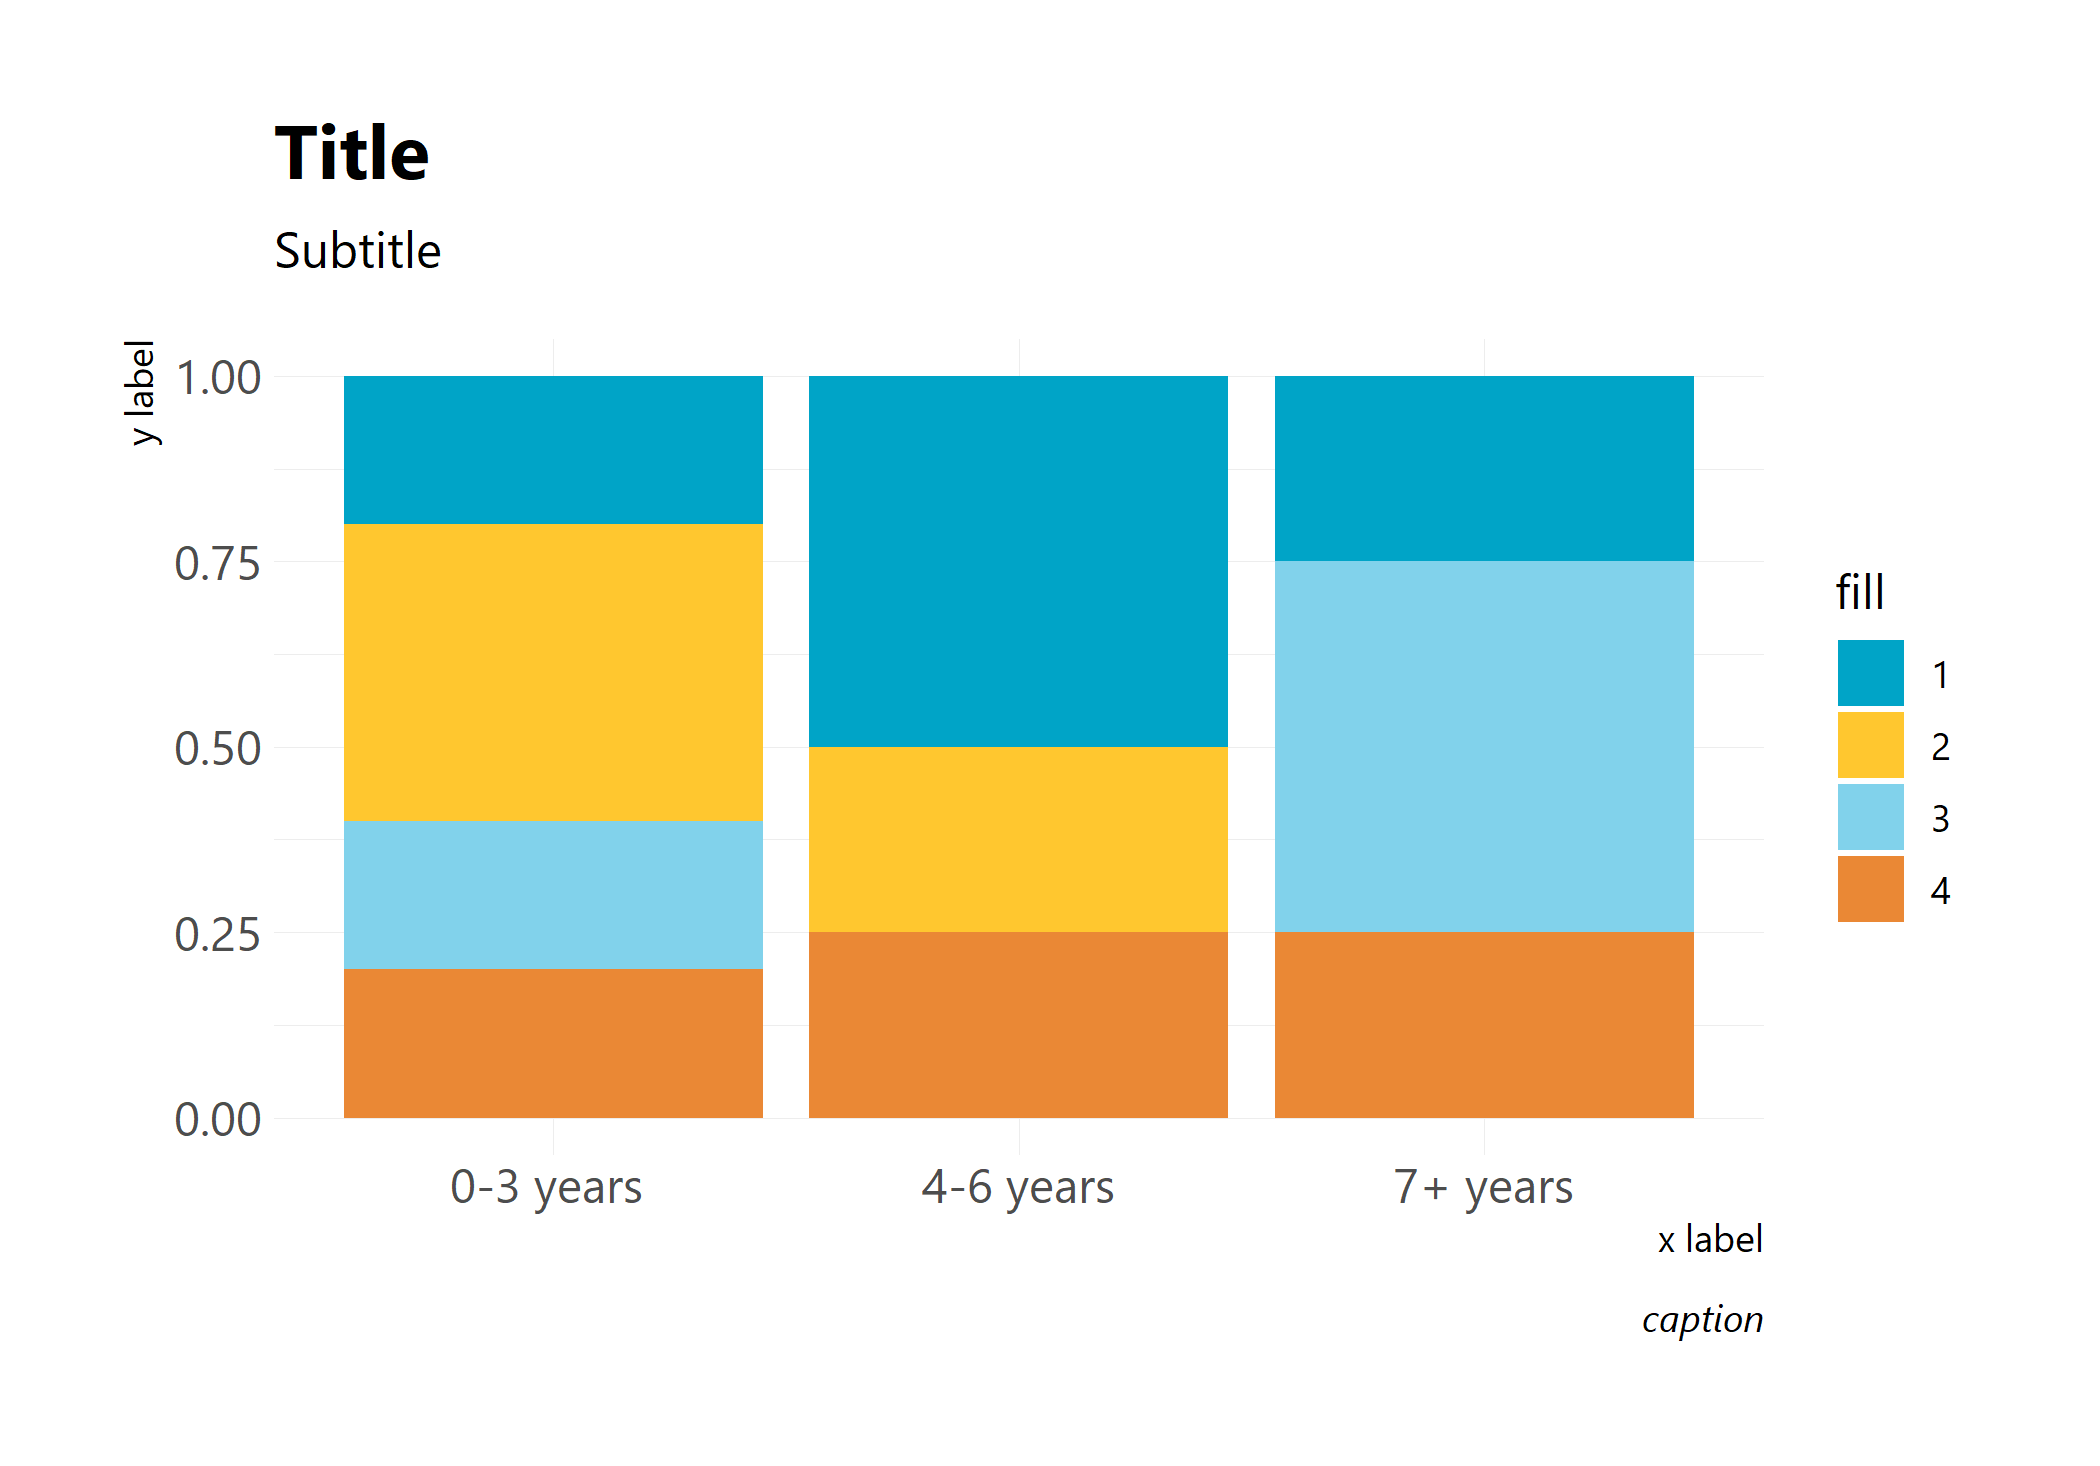 Title
Subtitle
y label
1.00
0.75
0.50
0.25
0.00
0-3 years
4-6 years
7+ years
x label
caption
fill
1
2
3
4